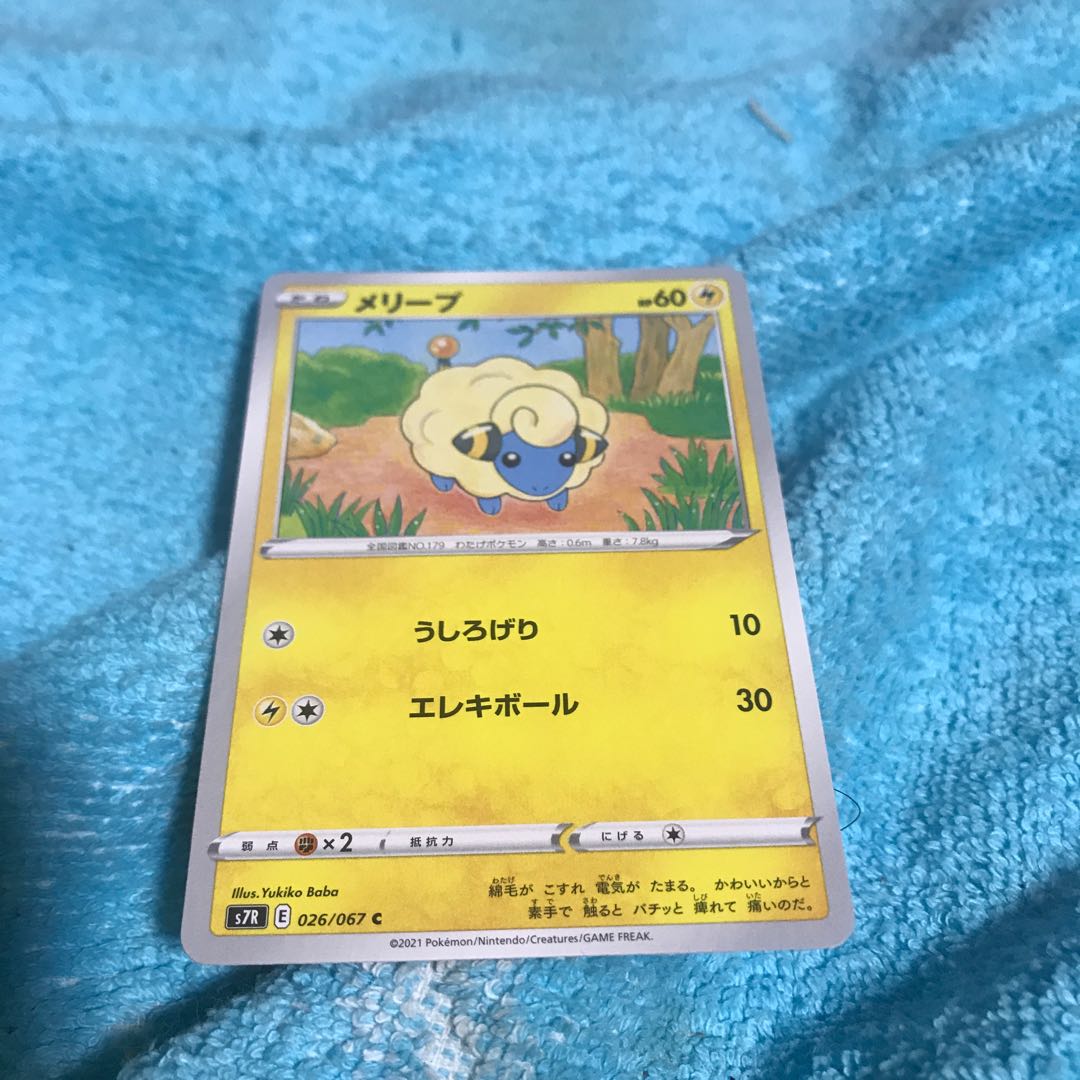 たね メリープ HP60
全国図鑑NO.179 わたげポケモン 高さ:0.6m 重さ:7.8kg
うしろげり 10
エレキボール 30
弱点 ×2 抵抗力 にげる
Illus.Yukiko Baba
綿毛が こすれ 電気が たまる。 かわいいからと
素手で 触ると バチッと 痺れて 痛いのだ。
s7R E 026/067 C
©2021 Pokémon/Nintendo/Creatures/GAME FREAK.